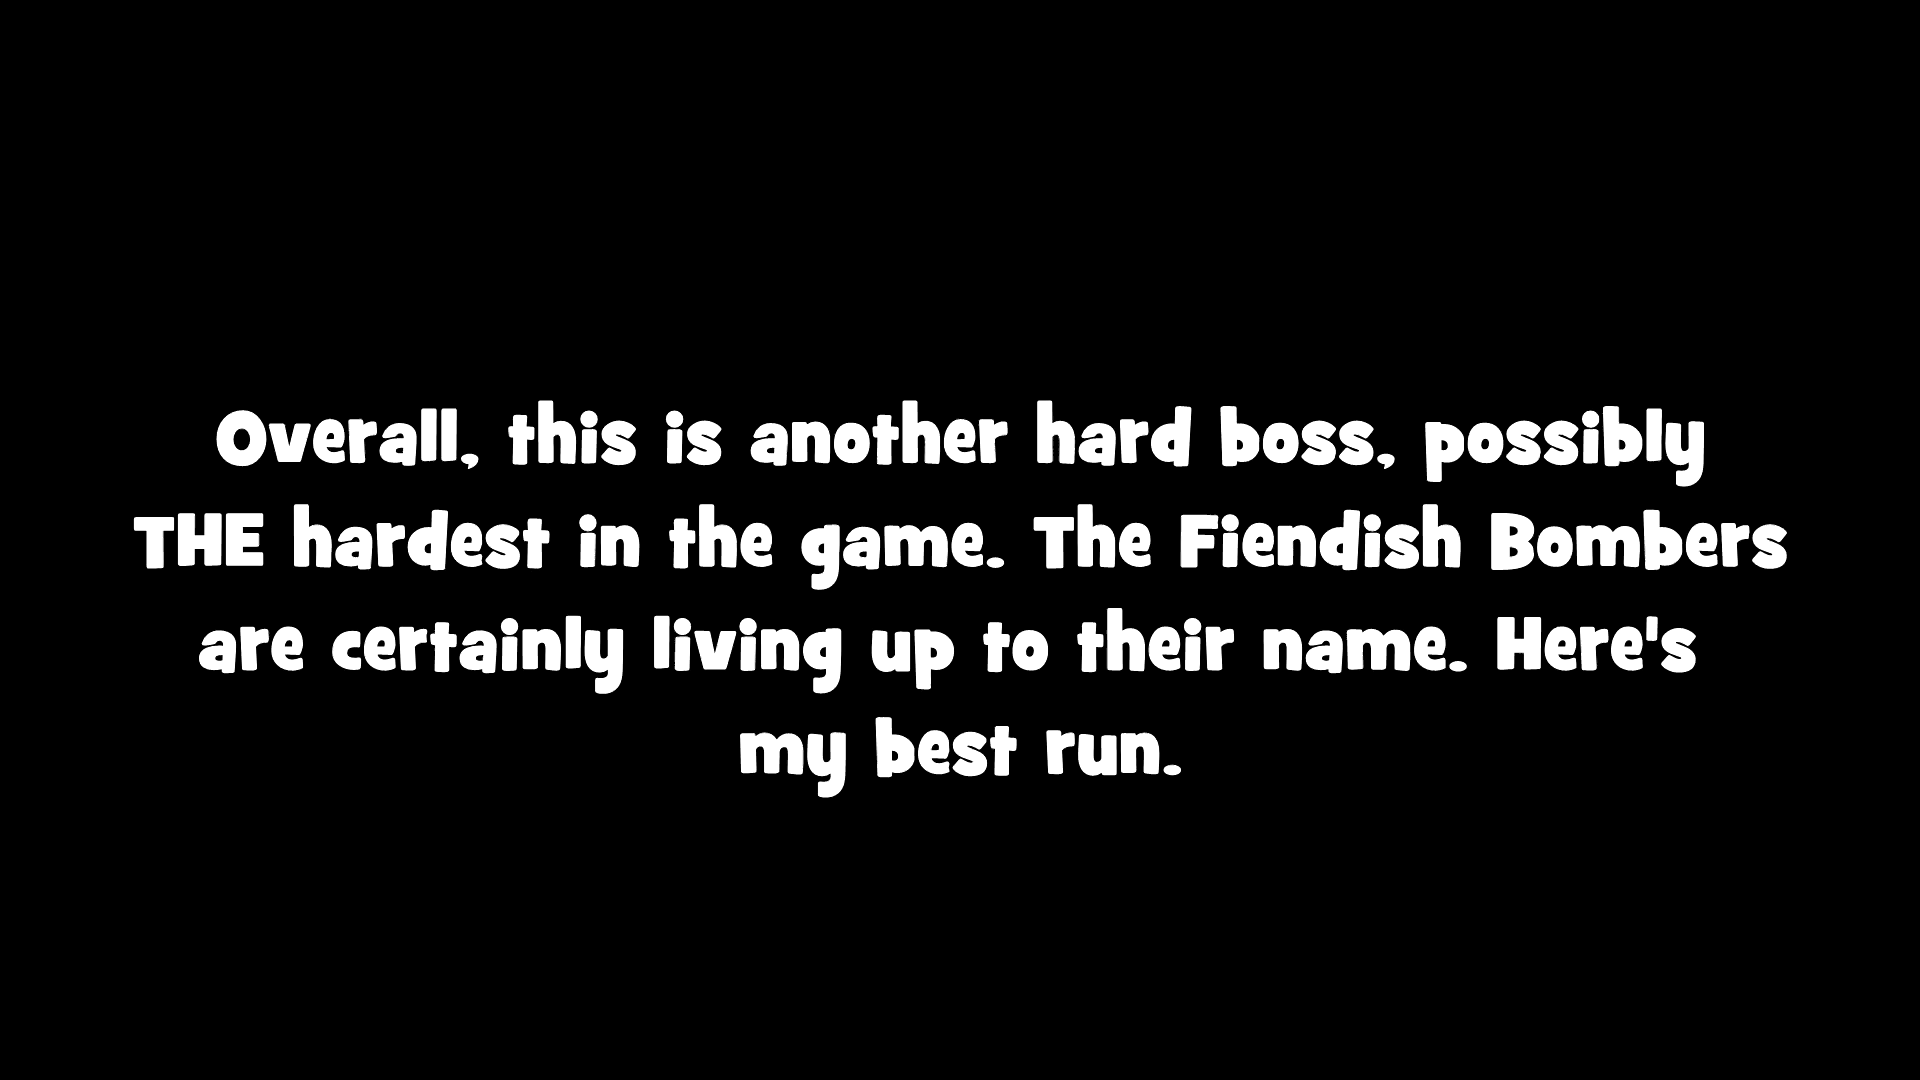 Overall, this is another hard boss, possibly
THE hardest in the game. The Fiendish Bombers
are certainly living up to their name. Here's
my best run.